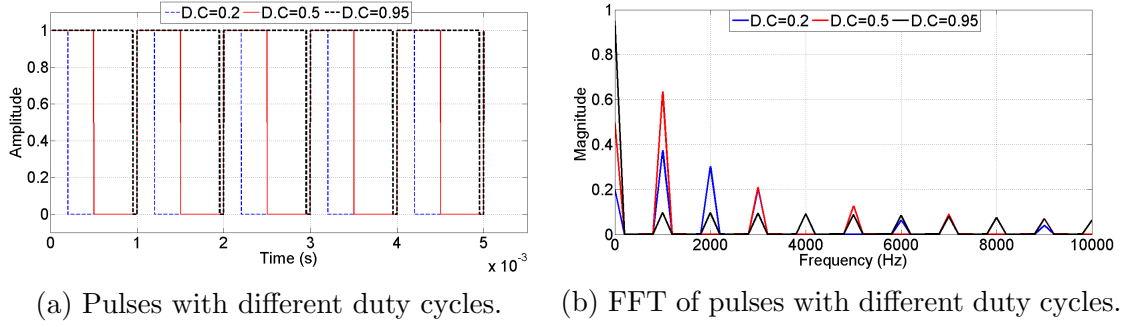 D.C=0.2 D.C=0.5 D.C=0.95
1
0.8
0.6
0.4
0.2
0
Amplitude
0 1 2 3 4 5
Time (s)
x 10⁻³
(a) Pulses with different duty cycles.
D.C=0.2 D.C=0.5 D.C=0.95
1
0.8
0.6
0.4
0.2
0
Magnitude
0 2000 4000 6000 8000 10000
Frequency (Hz)
(b) FFT of pulses with different duty cycles.